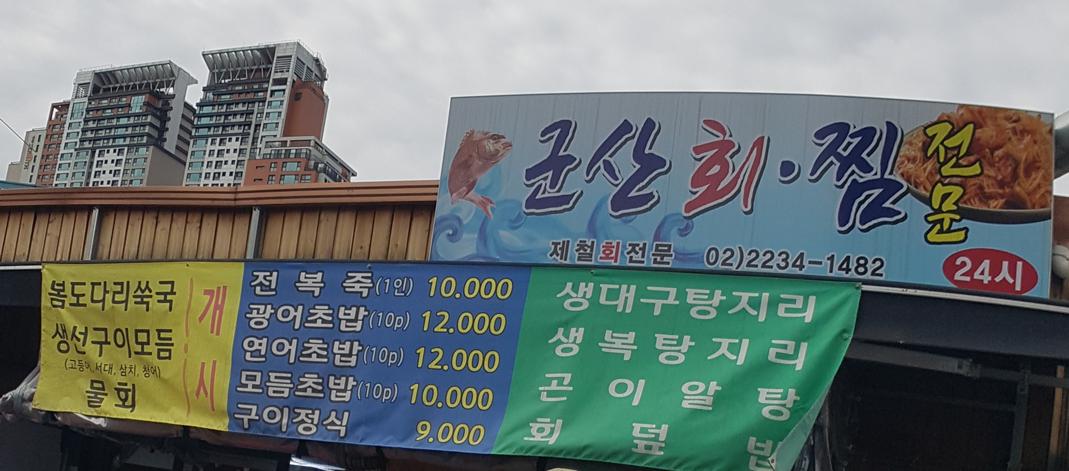 군산 회·찜 전문
제철회전문 02)2234-1482
24시
봄도다리쑥국
생선구이모듬
(고등어, 서대, 삼치, 청어)
물회
개시
전복죽(1인) 10.000
광어초밥(10p) 12.000
연어초밥(10p) 12.000
모듬초밥(10p) 10.000
구이정식 9.000
생대구탕지리
생복탕지리
곤이알탕
회덮밥